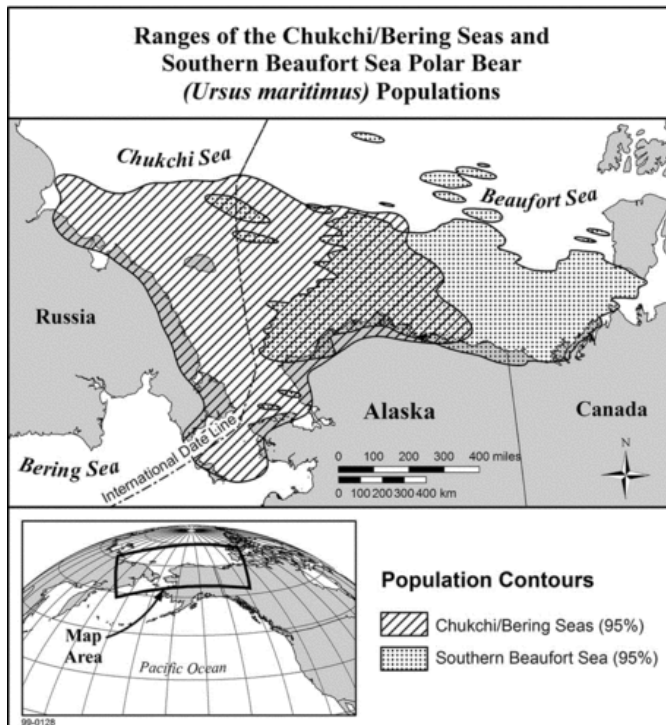 Ranges of the Chukchi/Bering Seas and
Southern Beaufort Sea Polar Bear
(Ursus maritimus) Populations
Chukchi Sea
Beaufort Sea
Russia
Alaska
Canada
Bering Sea
International Date Line
N
0 100 200 300 400 miles
0 100 200 300 400 km
Map
Area
Pacific Ocean
Population Contours
Chukchi/Bering Seas (95%)
Southern Beaufort Sea (95%)
99-0128